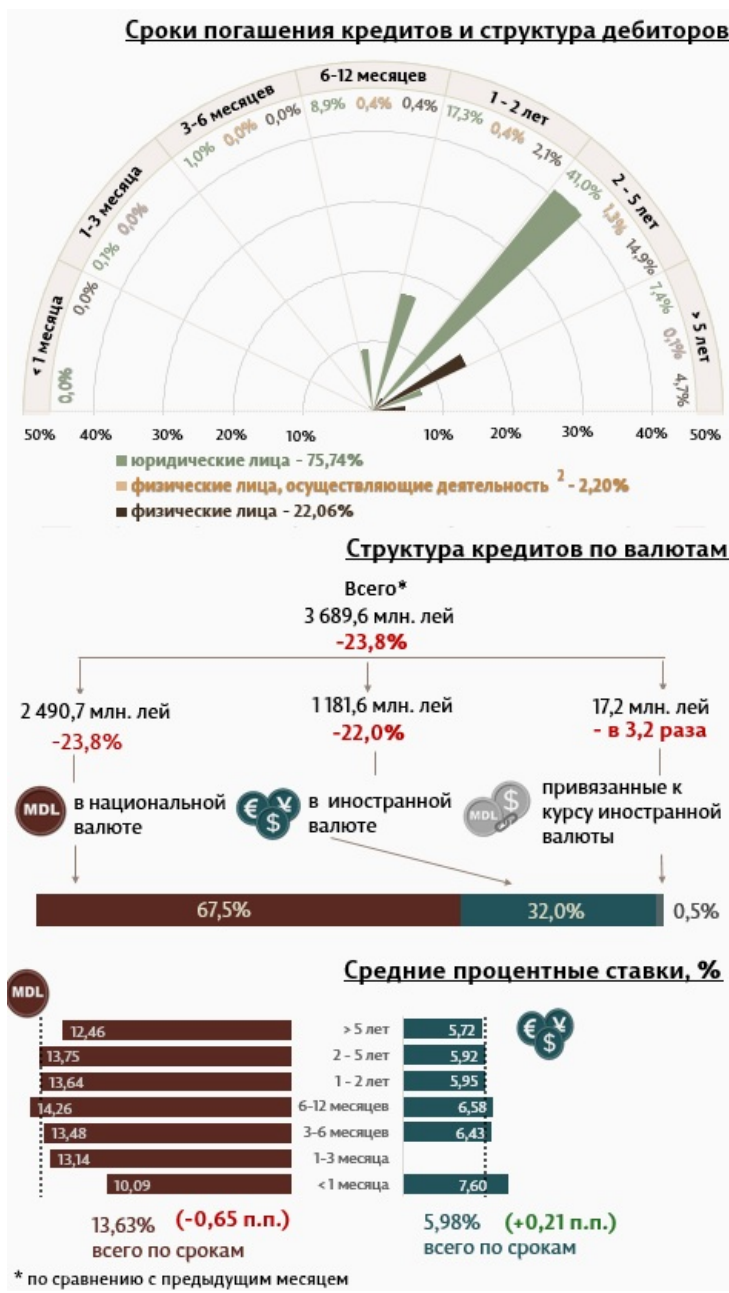 Сроки погашения кредитов и структура дебиторов
< 1 месяца
1-3 месяца
3-6 месяцев
6-12 месяцев
1 - 2 лет
2 - 5 лет
> 5 лет
0,0%
0,0%
0,1%
0,0%
1,0%
0,0%
0,0%
8,9%
0,4%
0,4%
17,3%
0,4%
2,1%
41,0%
1,3%
14,9%
7,4%
0,1%
4,7%
50% 40% 30% 20% 10% 10% 20% 30% 40% 50%
юридические лица - 75,74%
физические лица, осуществляющие деятельность 2 - 2,20%
физические лица - 22,06%
Структура кредитов по валютам
Всего*
3 689,6 млн. лей
-23,8%
2 490,7 млн. лей
-23,8%
1 181,6 млн. лей
-22,0%
17,2 млн. лей
- в 3,2 раза
MDL
в национальной
валюте
€ ¥
$
в иностранной
валюте
MDL $
привязанные к
курсу иностранной
валюты
67,5% 32,0% 0,5%
Средние процентные ставки, %
MDL
€ ¥
$
12,46 > 5 лет 5,72
13,75 2 - 5 лет 5,92
13,64 1 - 2 лет 5,95
14,26 6-12 месяцев 6,58
13,48 3-6 месяцев 6,43
13,14 1-3 месяца
10,09 < 1 месяца 7,60
13,63% (-0,65 п.п.)
всего по срокам
5,98% (+0,21 п.п.)
всего по срокам
* по сравнению с предыдущим месяцем